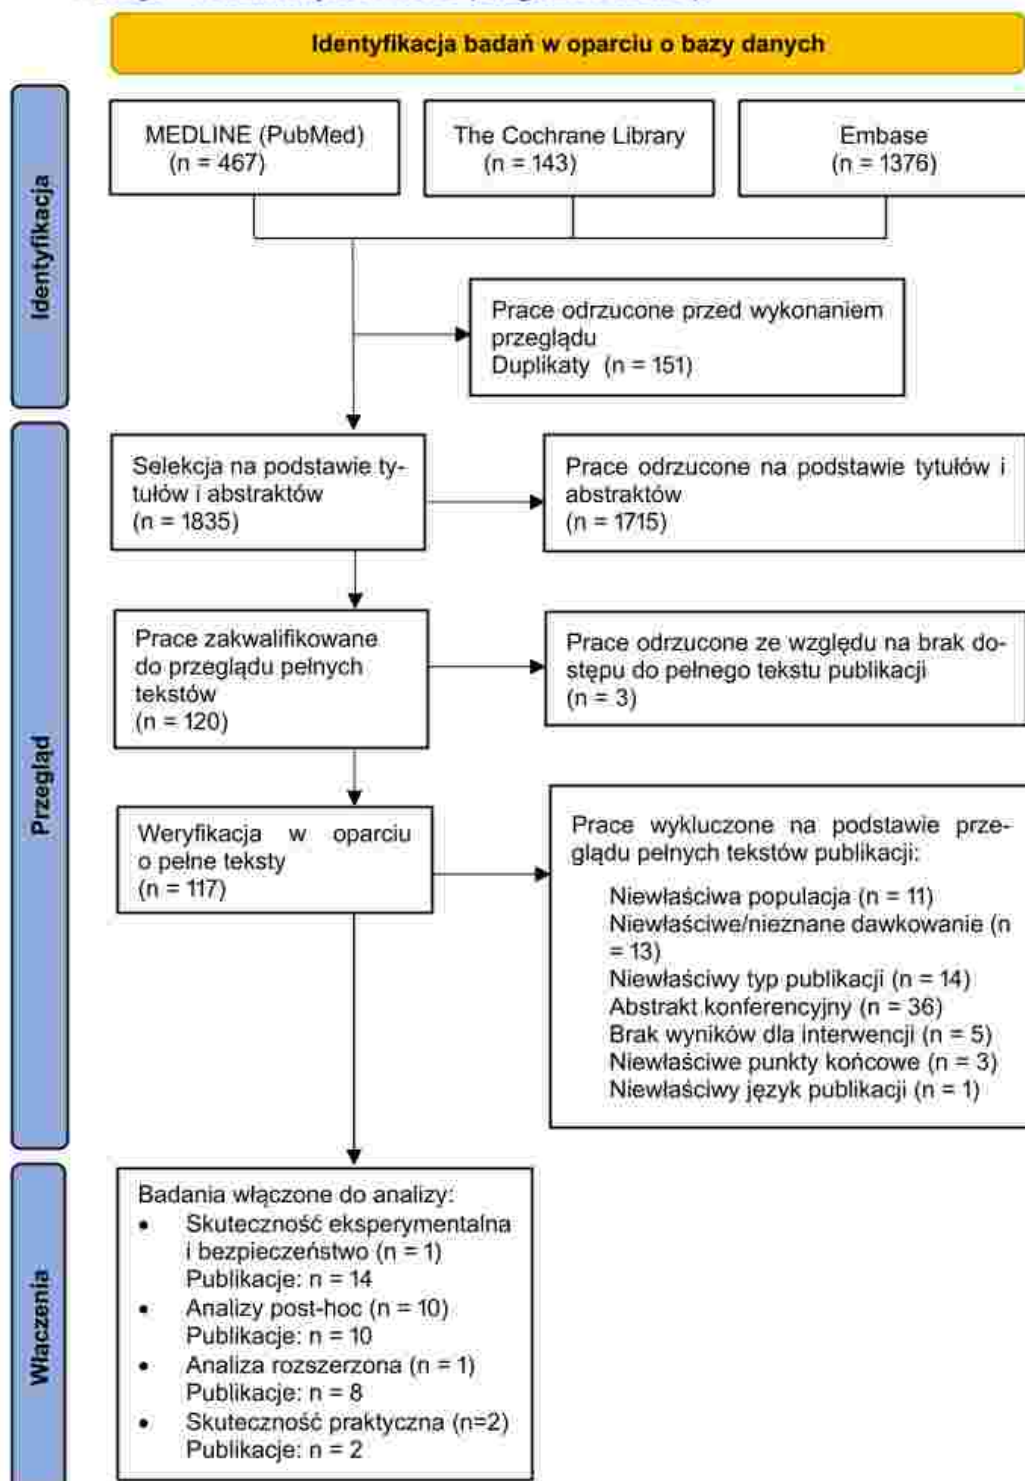 Identyfikacja badań w oparciu o bazy danych
Identyfikacja
MEDLINE (PubMed)
(n = 467)
The Cochrane Library
(n = 143)
Embase
(n = 1376)
Prace odrzucone przed wykonaniem
przeglądu
Duplikaty (n = 151)
Przegląd
Selekcja na podstawie ty-
tułów i abstraktów
(n = 1835)
Prace odrzucone na podstawie tytułów i
abstraktów
(n = 1715)
Prace zakwalifikowane
do przeglądu pełnych
tekstów
(n = 120)
Prace odrzucone ze względu na brak do-
stępu do pełnego tekstu publikacji
(n = 3)
Weryfikacja w oparciu
o pełne teksty
(n = 117)
Prace wykluczone na podstawie prze-
glądu pełnych tekstów publikacji:
Niewłaściwa populacja (n = 11)
Niewłaściwe/nieznane dawkowanie (n
= 13)
Niewłaściwy typ publikacji (n = 14)
Abstrakt konferencyjny (n = 36)
Brak wyników dla interwencji (n = 5)
Niewłaściwe punkty końcowe (n = 3)
Niewłaściwy język publikacji (n = 1)
Włączenia
Badania włączone do analizy:
• Skuteczność eksperymentalna
i bezpieczeństwo (n = 1)
Publikacje: n = 14
• Analizy post-hoc (n = 10)
Publikacje: n = 10
• Analiza rozszerzona (n = 1)
Publikacje: n = 8
• Skuteczność praktyczna (n=2)
Publikacje: n = 2